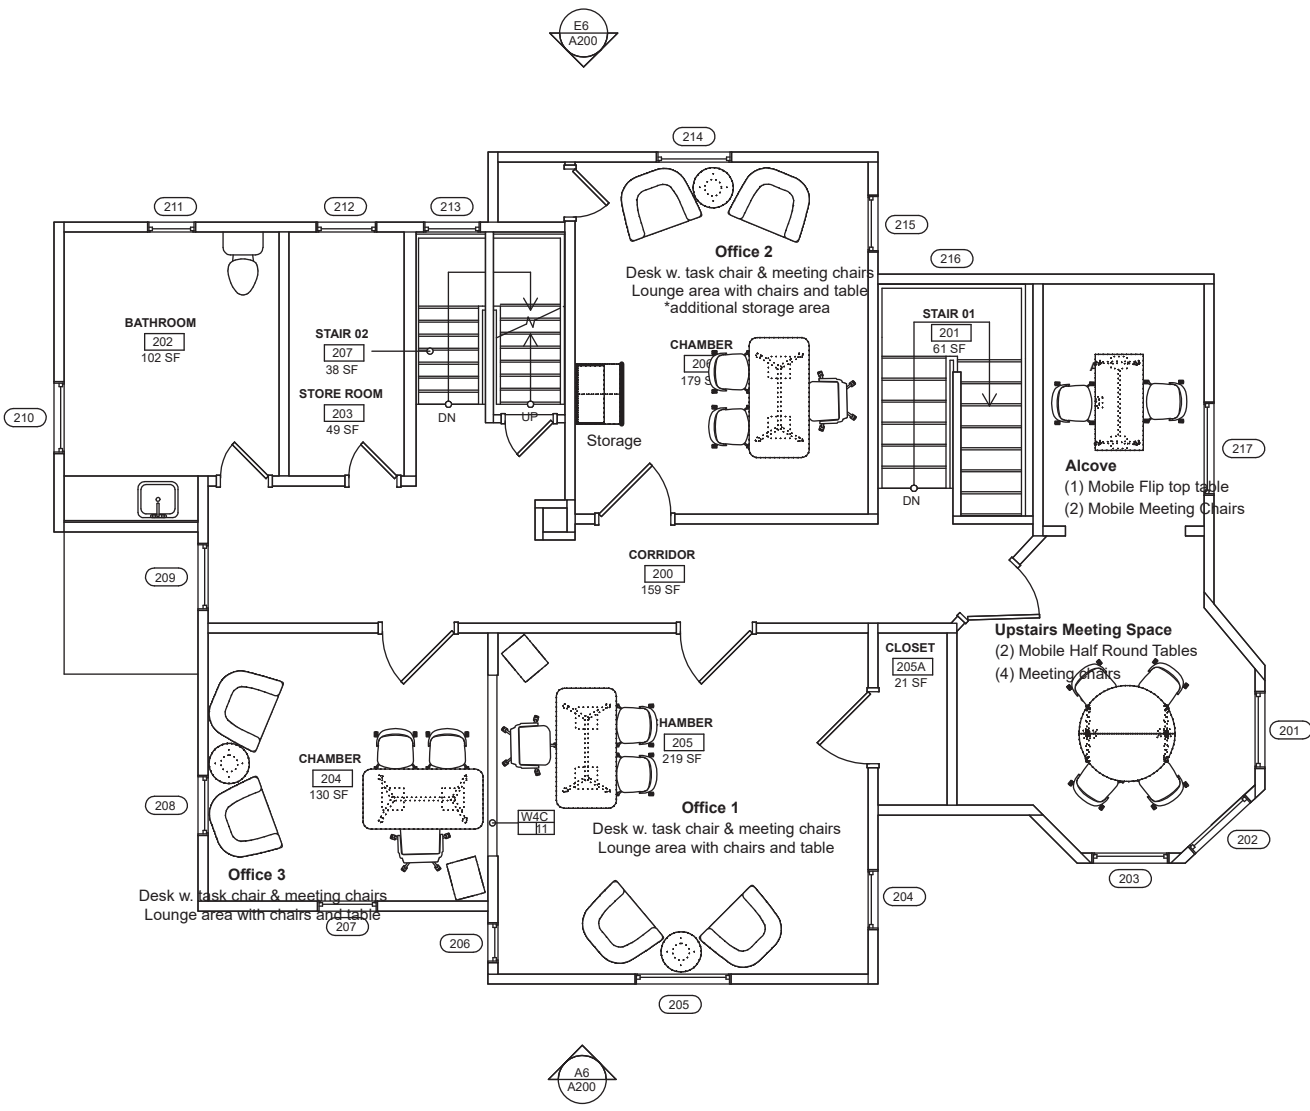 E6
A200
214
211
212
213
215
216
Office 2
Desk w. task chair & meeting chairs
Lounge area with chairs and table
*additional storage area
BATHROOM
202
102 SF
STAIR 02
207
38 SF
STORE ROOM
203
49 SF
CHAMBER
206
179 SF
STAIR 01
201
61 SF
210
DN
UP
Storage
217
Alcove
(1) Mobile Flip top table
(2) Mobile Meeting Chairs
DN
CORRIDOR
200
159 SF
209
Upstairs Meeting Space
(2) Mobile Half Round Tables
(4) Meeting chairs
CLOSET
205A
21 SF
CHAMBER
204
130 SF
HAMBER
205
219 SF
201
208
W4C
11
Office 1
Desk w. task chair & meeting chairs
Lounge area with chairs and table
202
203
Office 3
Desk w. task chair & meeting chairs
Lounge area with chairs and table
204
207
206
205
A6
A200